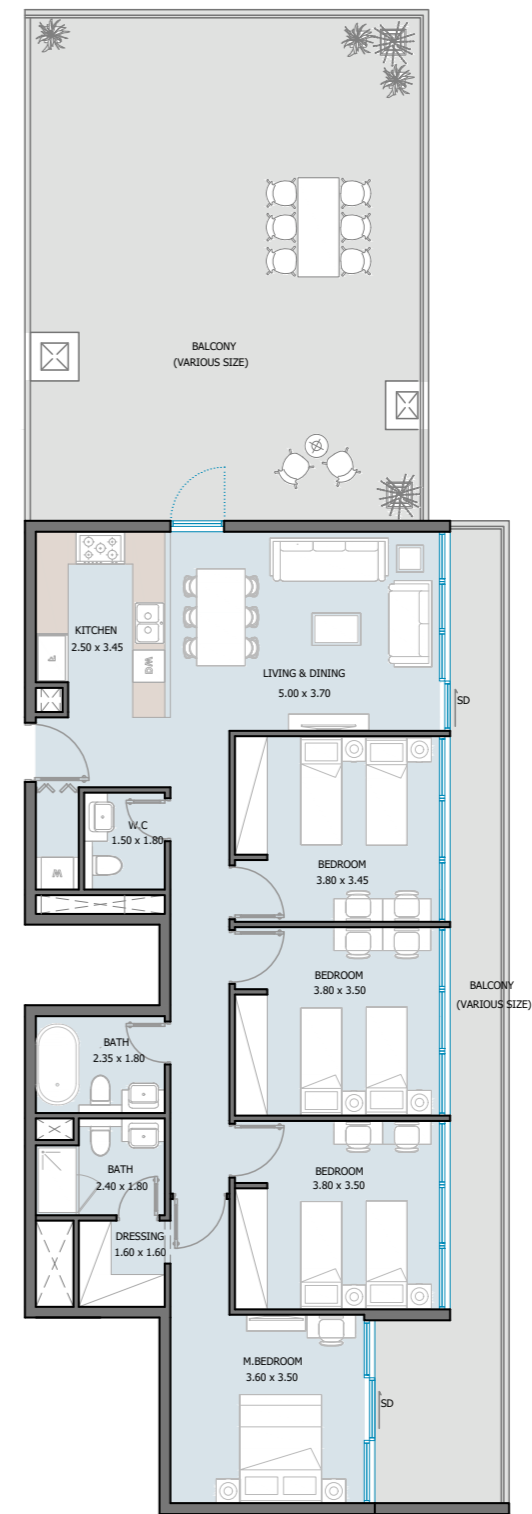 BALCONY
(VARIOUS SIZE)
KITCHEN
2.50 x 3.45
F
WD
LIVING & DINING
5.00 x 3.70
SD
W.C
1.50 x 1.80
W
BEDROOM
3.80 x 3.45
BEDROOM
3.80 x 3.50
BALCONY
(VARIOUS SIZE)
BATH
2.35 x 1.80
BATH
2.40 x 1.80
BEDROOM
3.80 x 3.50
DRESSING
1.60 x 1.60
M.BEDROOM
3.60 x 3.50
SD